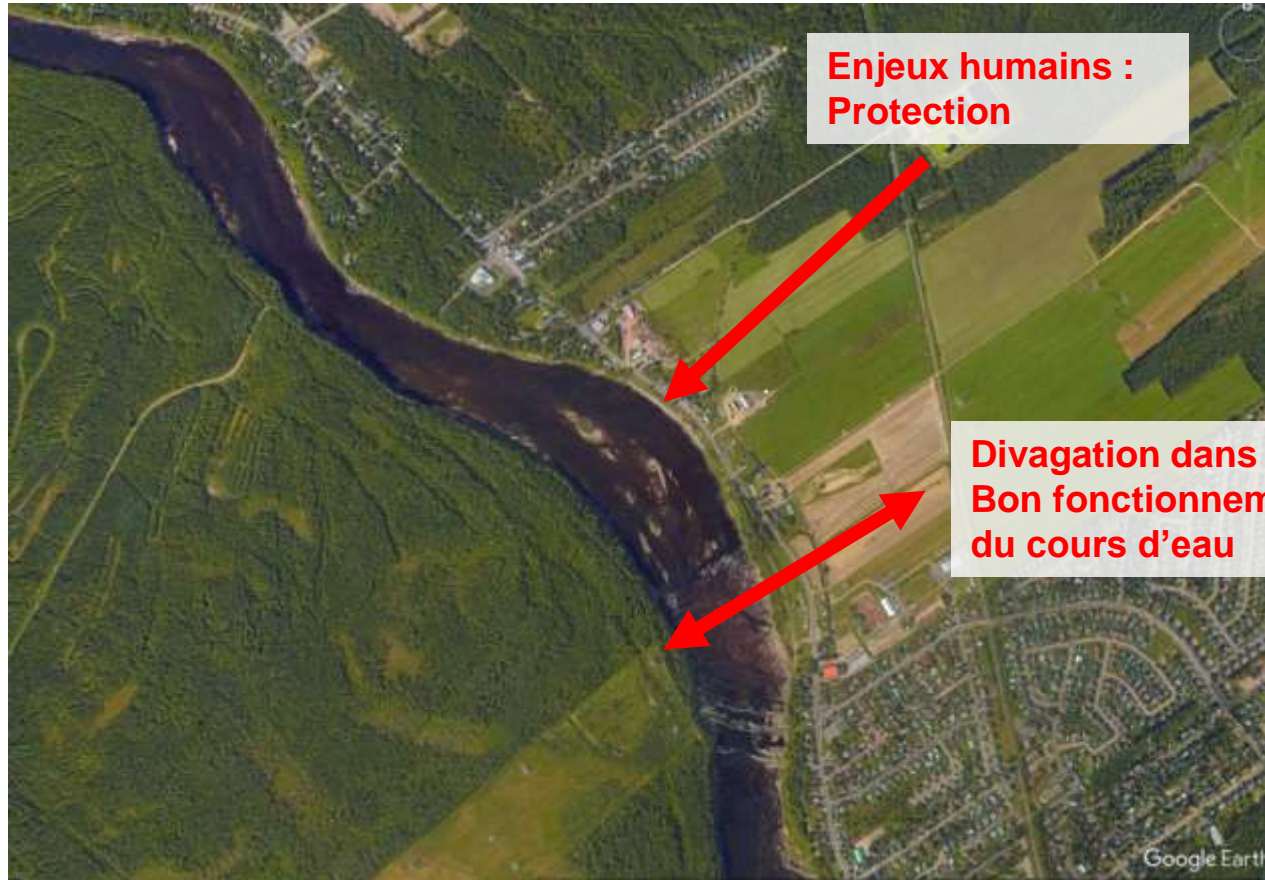 Enjeux humains :
Protection
Divagation dans
Bon fonctionnem
du cours d'eau
Google Earth